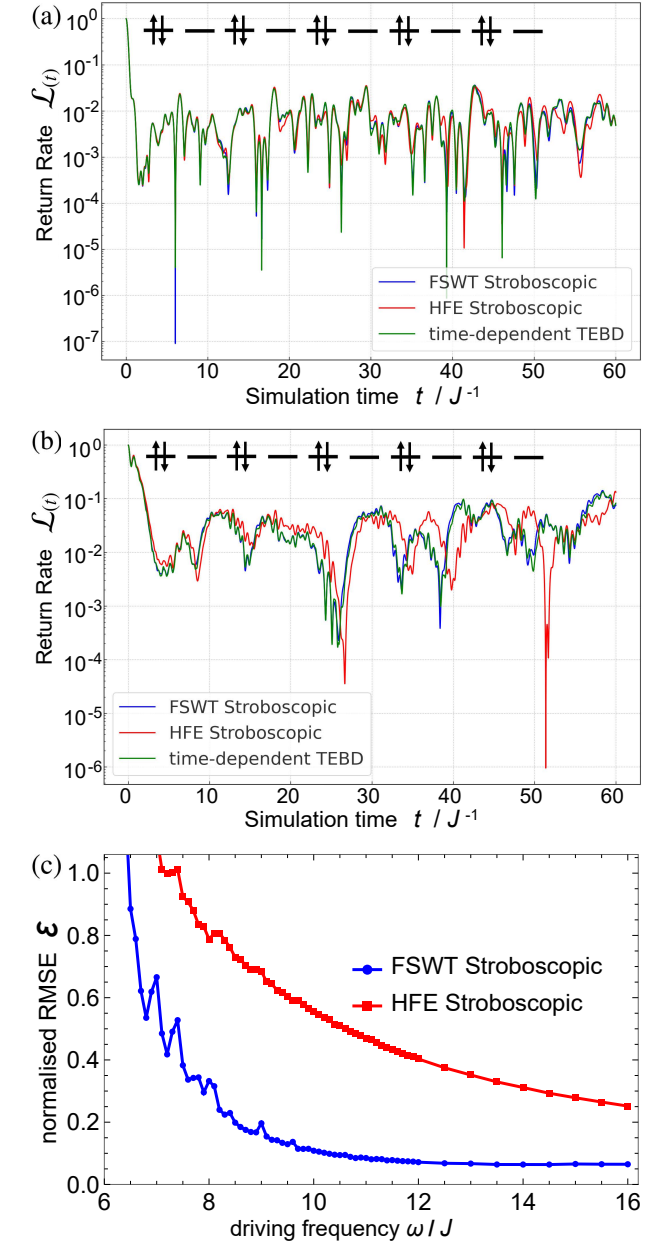 (a)
10⁰
10⁻¹
10⁻²
10⁻³
10⁻⁴
10⁻⁵
10⁻⁶
10⁻⁷
Return Rate ℒ(t)
FSWT Stroboscopic
HFE Stroboscopic
time-dependent TEBD
0 10 20 30 40 50 60
Simulation time t / J⁻¹
(b)
10⁰
10⁻¹
10⁻²
10⁻³
10⁻⁴
10⁻⁵
10⁻⁶
Return Rate ℒ(t)
FSWT Stroboscopic
HFE Stroboscopic
time-dependent TEBD
0 10 20 30 40 50 60
Simulation time t / J⁻¹
(c)
1.0
0.8
0.6
0.4
0.2
0.0
normalised RMSE ε
FSWT Stroboscopic
HFE Stroboscopic
6 8 10 12 14 16
driving frequency ω/J